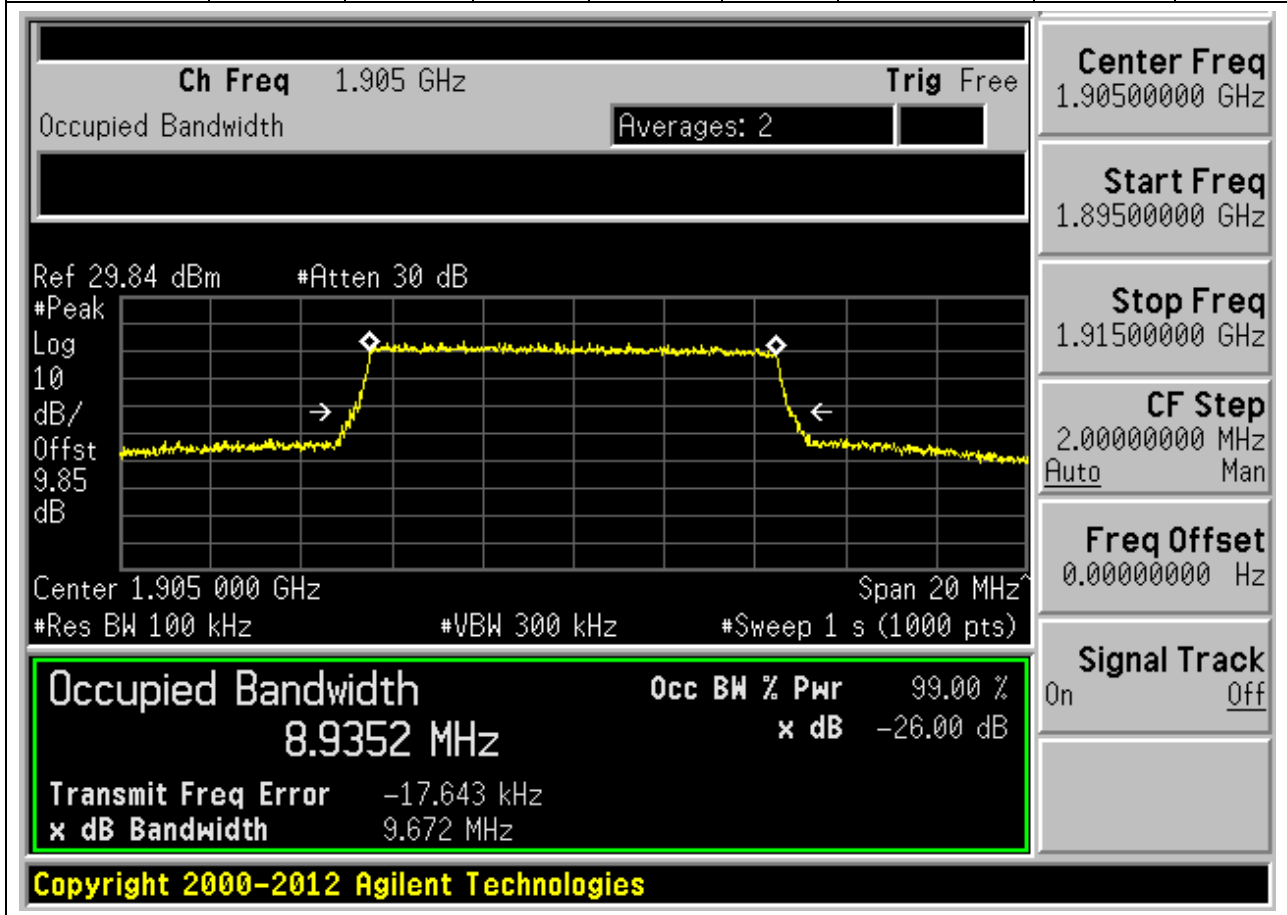 Ch Freq 1.905 GHz Trig Free
Occupied Bandwidth Averages: 2
Ref 29.84 dBm #Atten 30 dB
#Peak
Log
10
dB/
Offst
9.85
dB
Center 1.905 000 GHz Span 20 MHz^
#Res BW 100 kHz #VBW 300 kHz #Sweep 1 s (1000 pts)
Occupied Bandwidth
8.9352 MHz
Occ BW % Pwr 99.00 %
x dB -26.00 dB
Transmit Freq Error -17.643 kHz
x dB Bandwidth 9.672 MHz
Copyright 2000-2012 Agilent Technologies
Center Freq
1.90500000 GHz
Start Freq
1.89500000 GHz
Stop Freq
1.91500000 GHz
CF Step
2.00000000 MHz
Auto Man
Freq Offset
0.00000000 Hz
Signal Track
On Off